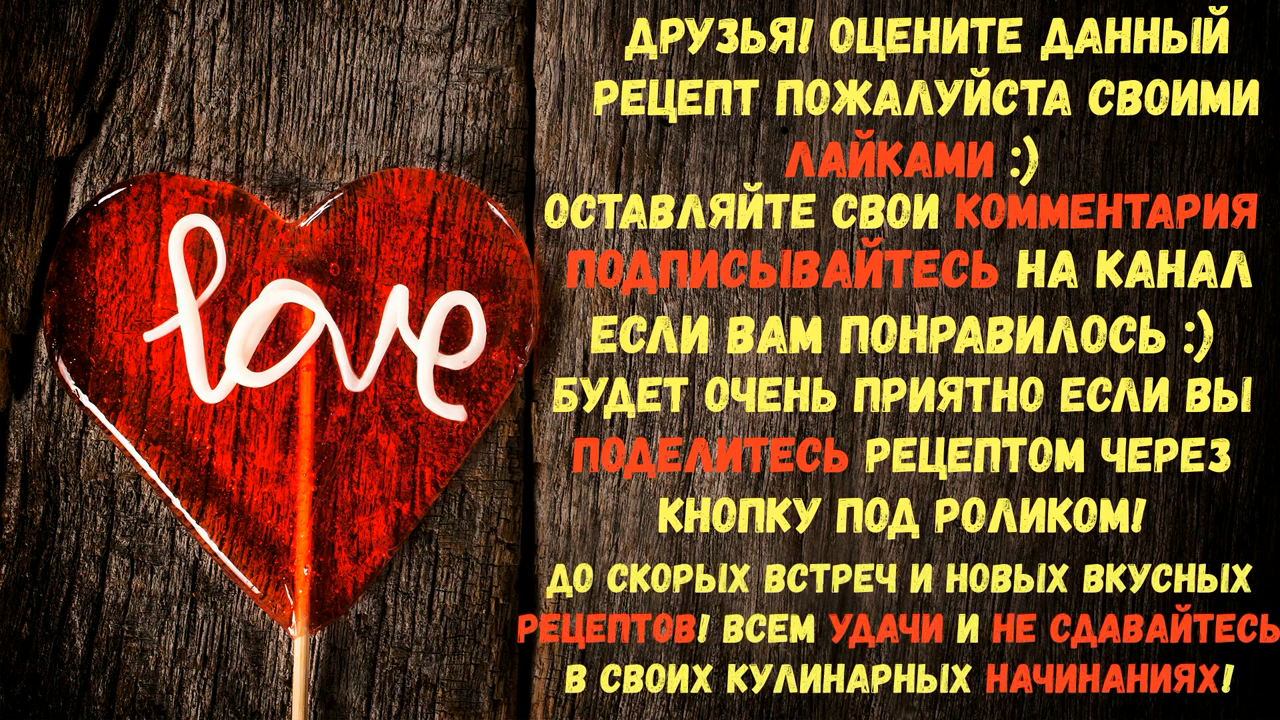 love
ДРУЗЬЯ! ОЦЕНИТЕ ДАННЫЙ
РЕЦЕПТ ПОЖАЛУЙСТА СВОИМИ
ЛАЙКАМИ :)
ОСТАВЛЯЙТЕ СВОИ КОММЕНТАРИЯ
ПОДПИСЫВАЙТЕСЬ НА КАНАЛ
ЕСЛИ ВАМ ПОНРАВИЛОСЬ :)
БУДЕТ ОЧЕНЬ ПРИЯТНО ЕСЛИ ВЫ
ПОДЕЛИТЕСЬ РЕЦЕПТОМ ЧЕРЕЗ
КНОПКУ ПОД РОЛИКОМ!
ДО СКОРЫХ ВСТРЕЧ И НОВЫХ ВКУСНЫХ
РЕЦЕПТОВ! ВСЕМ УДАЧИ И НЕ СДАВАЙТЕСЬ
В СВОИХ КУЛИНАРНЫХ НАЧИНАНИЯХ!